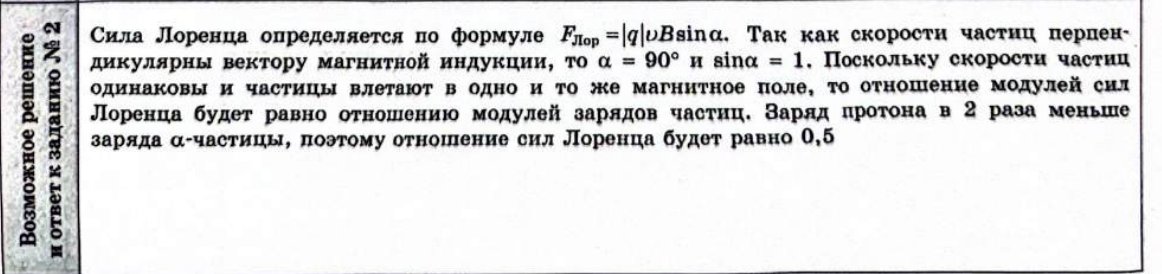 Возможное решение
и ответ к заданию № 2
Сила Лоренца определяется по формуле FЛор =|q|υBsinα. Так как скорости частиц перпен-
дикулярны вектору магнитной индукции, то α = 90° и sinα = 1. Поскольку скорости частиц
одинаковы и частицы влетают в одно и то же магнитное поле, то отношение модулей сил
Лоренца будет равно отношению модулей зарядов частиц. Заряд протона в 2 раза меньше
заряда α-частицы, поэтому отношение сил Лоренца будет равно 0,5